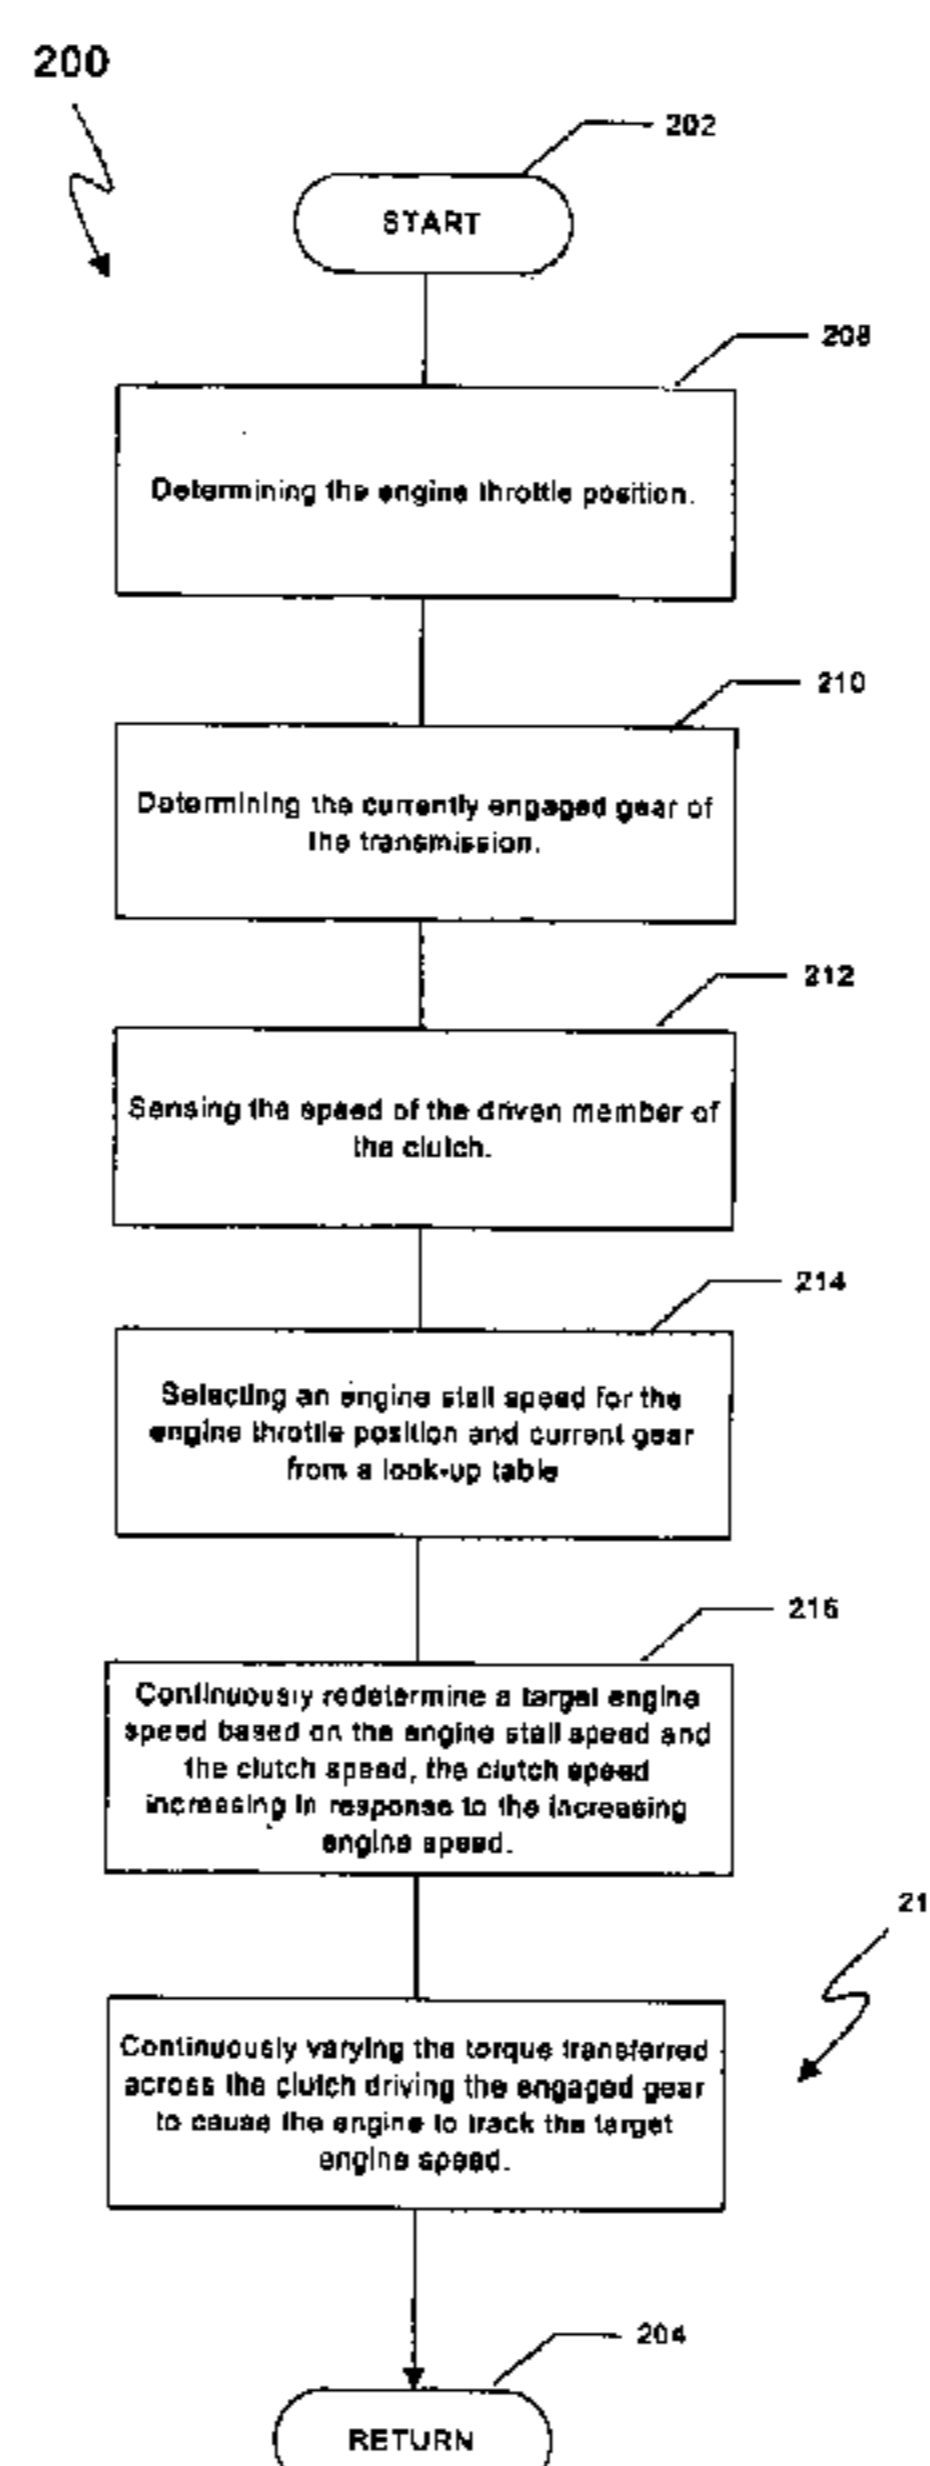 200
202
START
208
Determining the engine throttle position.
210
Determining the currently engaged gear of
the transmission.
212
Sensing the speed of the driven member of
the clutch.
214
Selecting an engine stall speed for the
engine throttle position and current gear
from a look-up table
216
Continuously redetermine a target engine
speed based on the engine stall speed and
the clutch speed, the clutch speed
increasing in response to the increasing
engine speed.
21
Continuously varying the torque transferred
across the clutch driving the engaged gear
to cause the engine to track the target
engine speed.
204
RETURN